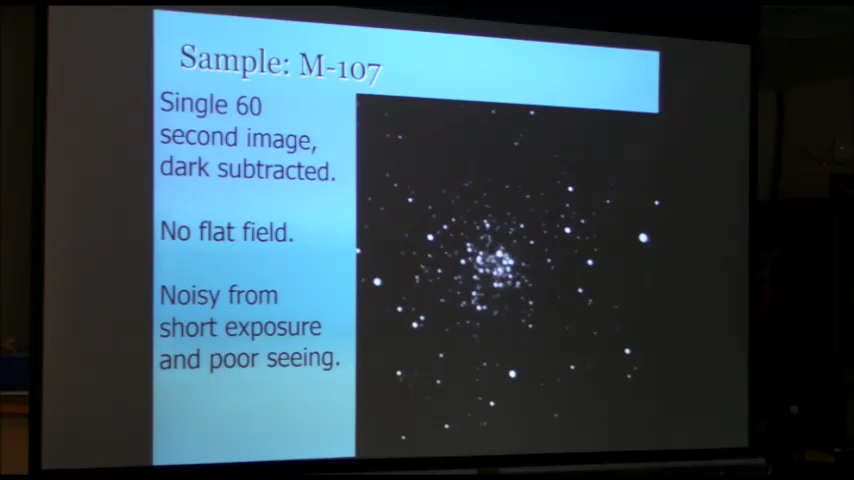 Sample: M-107
Single 60
second image,
dark subtracted.
No flat field.
Noisy from
short exposure
and poor seeing.